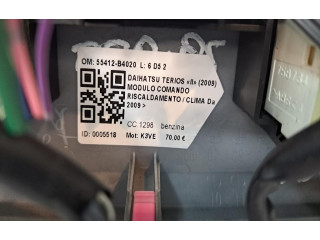 OM: 55412-B4020 L: 6 D5 2
DAIHATSU TERIOS «II» (2009)
MODULO COMANDO
RISCALDAMENTO / CLIMA Da
2009 >
CC:1298 benzina
ID: 0005518 Mot: K3VE 70,00 €